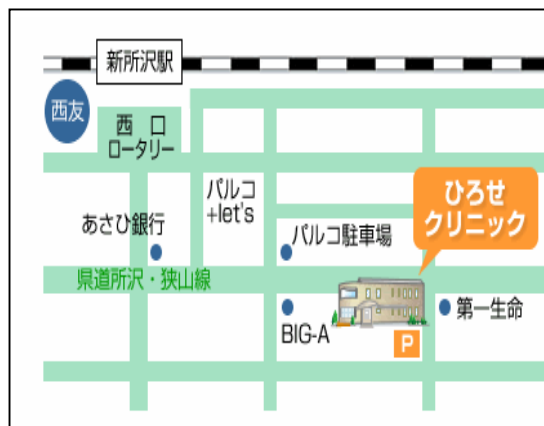 新所沢駅
西友
西 口
ロータリー
パルコ
+let's
ひろせ
クリニック
あさひ銀行
パルコ駐車場
県道所沢・狭山線
BIG-A
第一生命
P